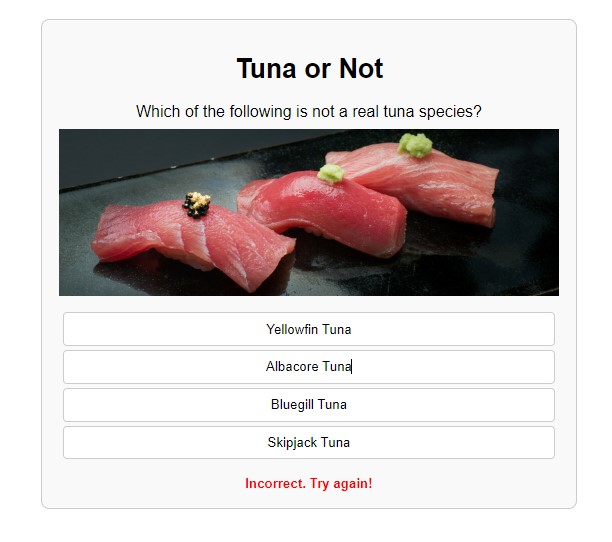 Tuna or Not
Which of the following is not a real tuna species?
Yellowfin Tuna
Albacore Tuna
Bluegill Tuna
Skipjack Tuna
Incorrect. Try again!